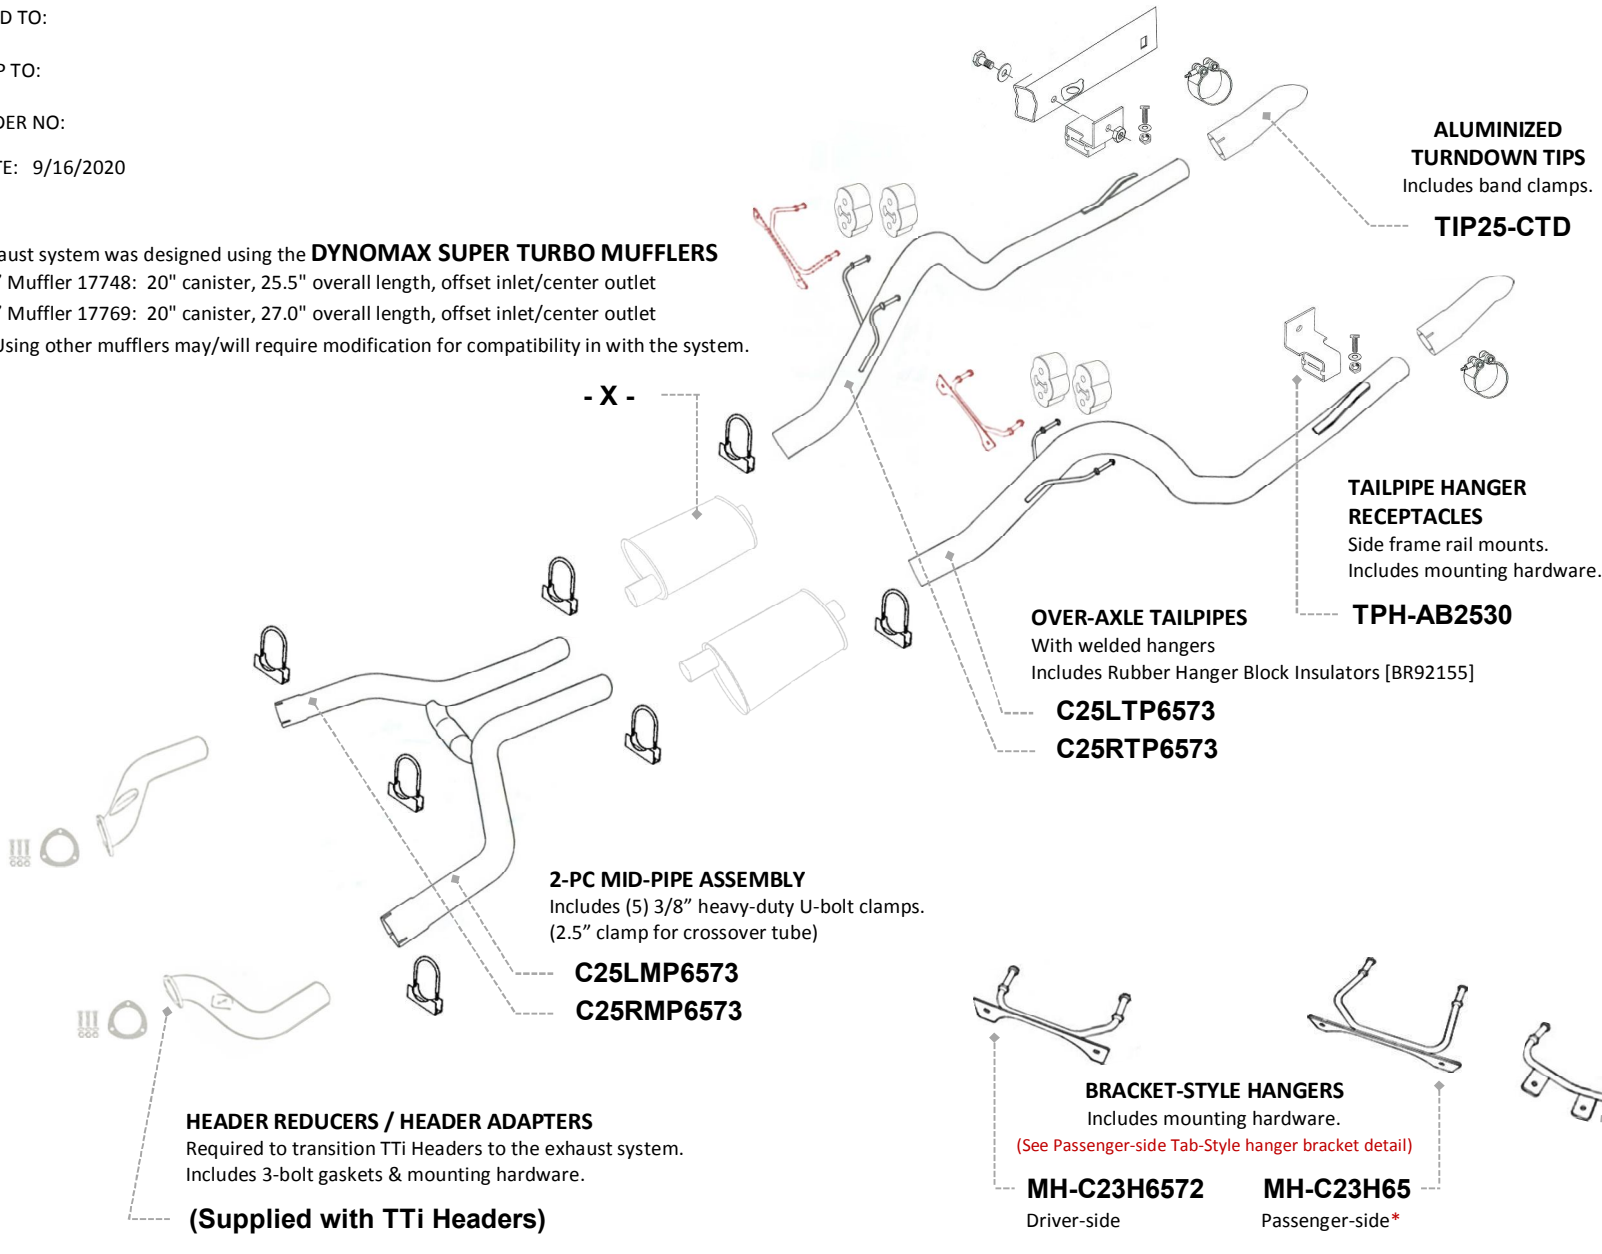 D TO:
P TO:
DER NO:
TE: 9/16/2020
aust system was designed using the DYNOMAX SUPER TURBO MUFFLERS
” Muffler 17748: 20" canister, 25.5" overall length, offset inlet/center outlet
” Muffler 17769: 20" canister, 27.0" overall length, offset inlet/center outlet
Using other mufflers may/will require modification for compatibility in with the system.
- X -
ALUMINIZED
TURNDOWN TIPS
Includes band clamps.
TIP25-CTD
TAILPIPE HANGER
RECEPTACLES
Side frame rail mounts.
Includes mounting hardware.
TPH-AB2530
OVER-AXLE TAILPIPES
With welded hangers
Includes Rubber Hanger Block Insulators [BR92155]
C25LTP6573
C25RTP6573
2-PC MID-PIPE ASSEMBLY
Includes (5) 3/8” heavy-duty U-bolt clamps.
(2.5” clamp for crossover tube)
C25LMP6573
C25RMP6573
HEADER REDUCERS / HEADER ADAPTERS
Required to transition TTi Headers to the exhaust system.
Includes 3-bolt gaskets & mounting hardware.
(Supplied with TTi Headers)
BRACKET-STYLE HANGERS
Includes mounting hardware.
(See Passenger-side Tab-Style hanger bracket detail)
MH-C23H6572 MH-C23H65
Driver-side Passenger-side*